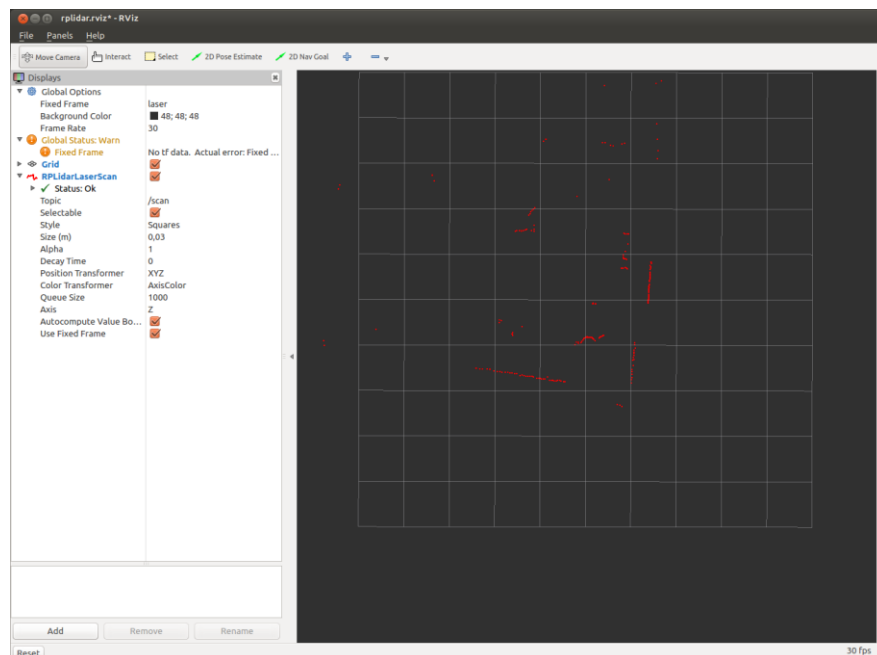 rplidar.rviz* - RViz
File Panels Help
Move Camera Interact Select 2D Pose Estimate 2D Nav Goal
Displays
Global Options
Fixed Frame laser
Background Color 48; 48; 48
Frame Rate 30
Global Status: Warn
Fixed Frame No tf data. Actual error: Fixed ...
Grid
RPLidarLaserScan
Status: Ok
Topic /scan
Selectable
Style Squares
Size (m) 0,03
Alpha 1
Decay Time 0
Position Transformer XYZ
Color Transformer AxisColor
Queue Size 1000
Axis Z
Autocompute Value Bo...
Use Fixed Frame
Add Remove Rename
Reset 30 fps